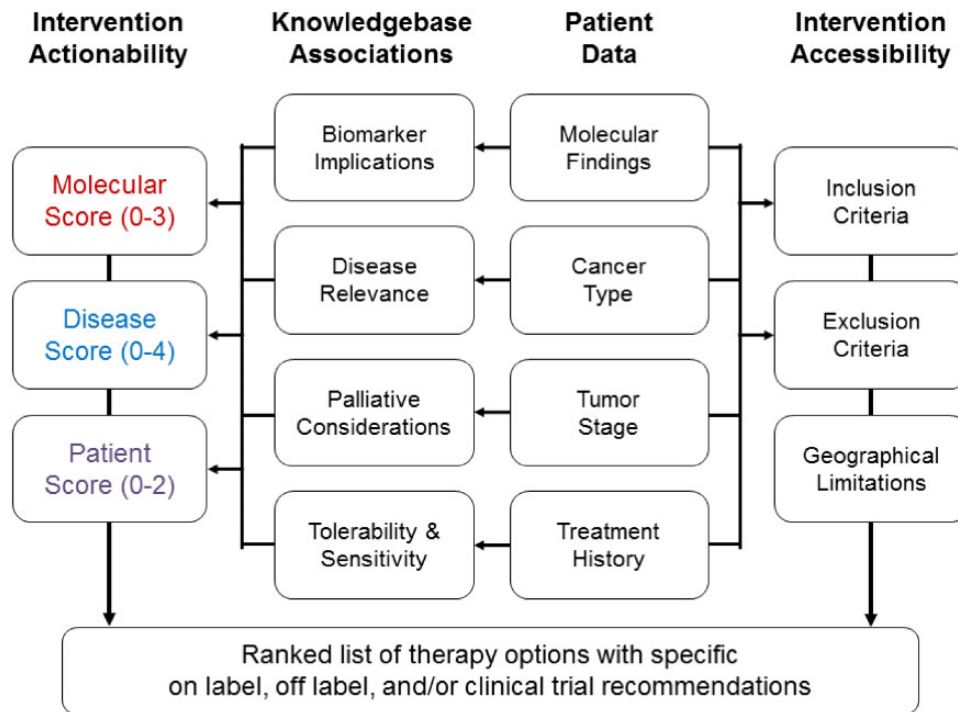 Intervention
Actionability
Knowledgebase
Associations
Patient
Data
Intervention
Accessibility
Molecular
Score (0-3)
Disease
Score (0-4)
Patient
Score (0-2)
Biomarker
Implications
Disease
Relevance
Palliative
Considerations
Tolerability &
Sensitivity
Molecular
Findings
Cancer
Type
Tumor
Stage
Treatment
History
Inclusion
Criteria
Exclusion
Criteria
Geographical
Limitations
Ranked list of therapy options with specific
on label, off label, and/or clinical trial recommendations